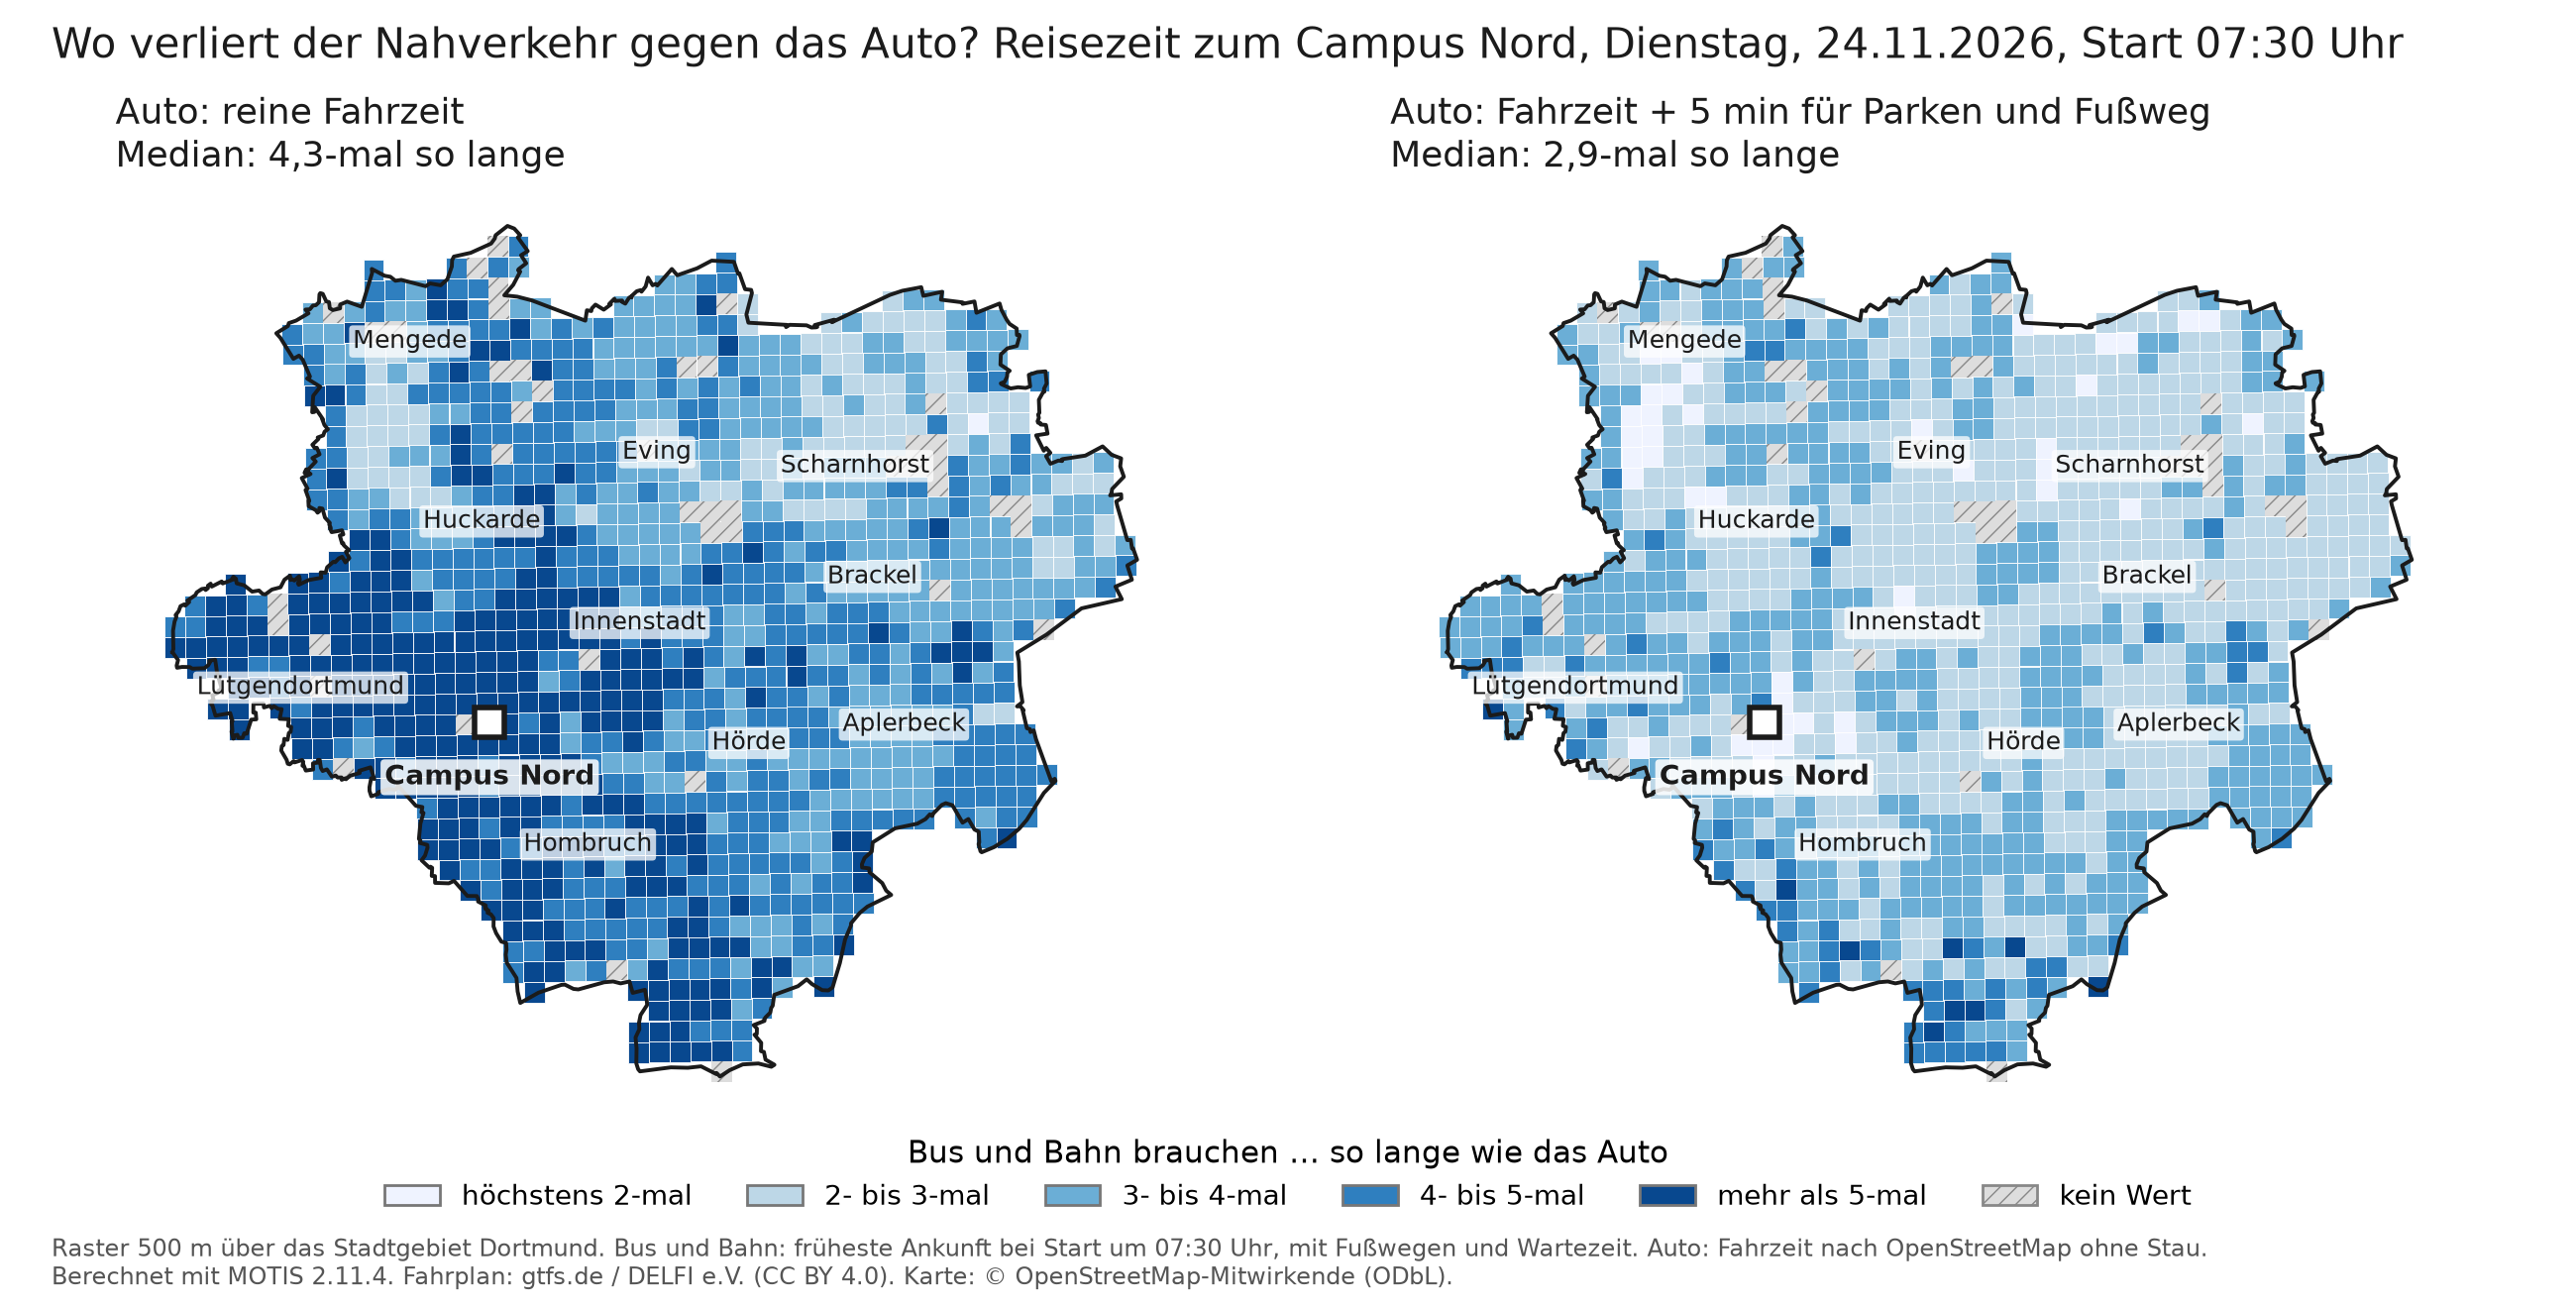 Wo verliert der Nahverkehr gegen das Auto? Reisezeit zum Campus Nord, Dienstag, 24.11.2026, Start 07:30 Uhr
Auto: reine Fahrzeit
Median: 4,3-mal so lange
Auto: Fahrzeit + 5 min für Parken und Fußweg
Median: 2,9-mal so lange
Mengede
Eving
Scharnhorst
Huckarde
Brackel
Innenstadt
Lütgendortmund
Aplerbeck
Hörde
Campus Nord
Hombruch
Mengede
Eving
Scharnhorst
Huckarde
Brackel
Innenstadt
Lütgendortmund
Aplerbeck
Hörde
Campus Nord
Hombruch
Bus und Bahn brauchen ... so lange wie das Auto
höchstens 2-mal
2- bis 3-mal
3- bis 4-mal
4- bis 5-mal
mehr als 5-mal
kein Wert
Raster 500 m über das Stadtgebiet Dortmund. Bus und Bahn: früheste Ankunft bei Start um 07:30 Uhr, mit Fußwegen und Wartezeit. Auto: Fahrzeit nach OpenStreetMap ohne Stau.
Berechnet mit MOTIS 2.11.4. Fahrplan: gtfs.de / DELFI e.V. (CC BY 4.0). Karte: © OpenStreetMap-Mitwirkende (ODbL).